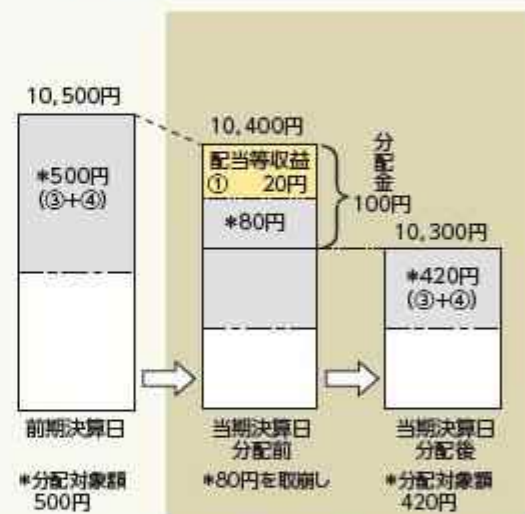 10,500円
*500円
(③+④)
前期決算日
*分配対象額
500円
10,400円
配当等収益
① 20円
*80円
分配金
100円
当期決算日
分配前
*80円を取崩し
10,300円
*420円
(③+④)
当期決算日
分配後
*分配対象額
420円